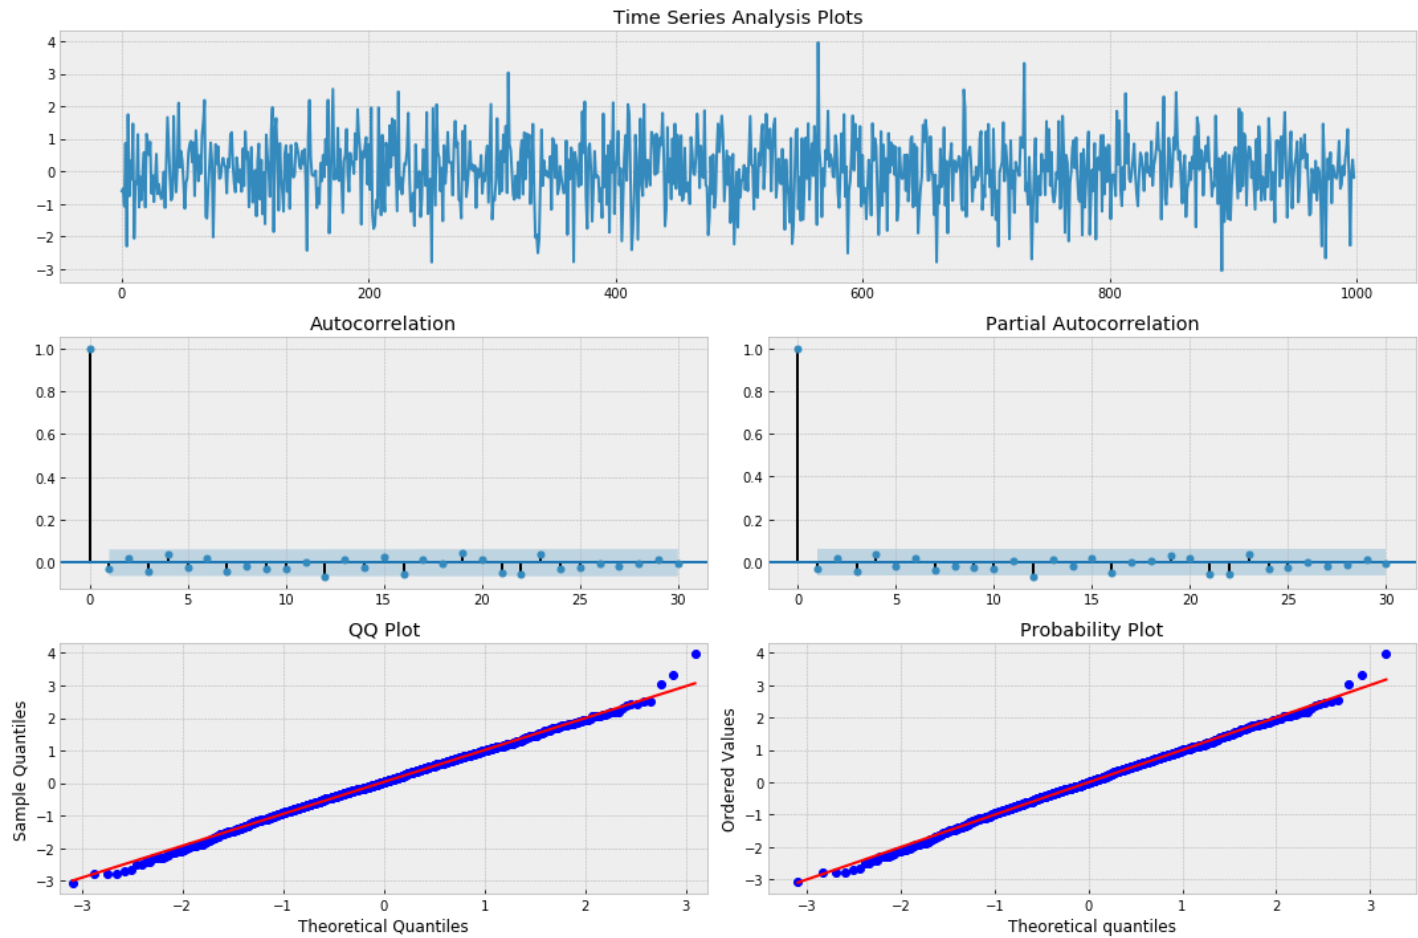 Time Series Analysis Plots
4
3
2
1
0
−1
−2
−3
0 200 400 600 800 1000
Autocorrelation
1.0
0.8
0.6
0.4
0.2
0.0
0 5 10 15 20 25 30
Partial Autocorrelation
1.0
0.8
0.6
0.4
0.2
0.0
0 5 10 15 20 25 30
QQ Plot
Sample Quantiles
4
3
2
1
0
−1
−2
−3
−3 −2 −1 0 1 2 3
Theoretical Quantiles
Probability Plot
Ordered Values
4
3
2
1
0
−1
−2
−3
−3 −2 −1 0 1 2 3
Theoretical quantiles